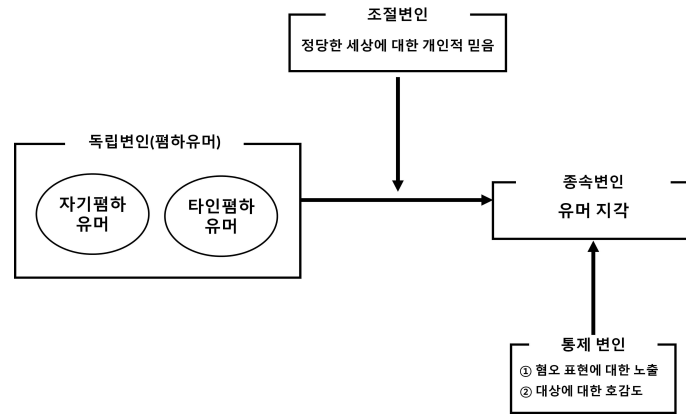 조절변인
정당한 세상에 대한 개인적 믿음
독립변인(폄하유머)
자기폄하
유머
타인폄하
유머
종속변인
유머 지각
통제 변인
① 혐오 표현에 대한 노출
② 대상에 대한 호감도